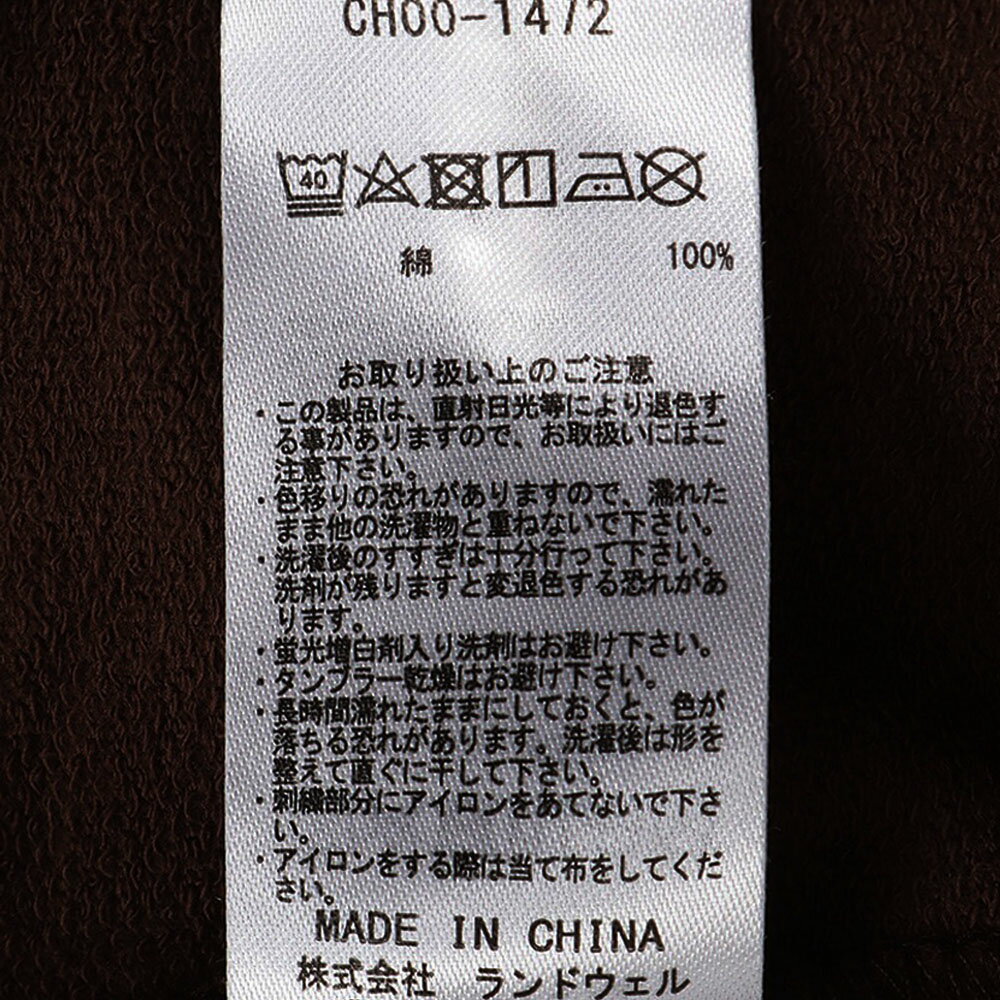 CH00-1472
40
綿 100%
お取り扱い上のご注意
・この製品は、直射日光等により退色す
る事がありますので、お取扱いにはご
注意下さい。
・色移りの恐れがありますので、濡れた
まま他の洗濯物と重ねないで下さい。
・洗濯後のすすぎは十分行って下さい。
洗剤が残りますと変退色する恐れがあ
ります。
・蛍光増白剤入り洗剤はお避け下さい。
・タンブラー乾燥はお避け下さい。
・長時間濡れたままにしておくと、色が
落ちる恐れがあります。洗濯後は形を
整えて直ぐに干して下さい。
・刺繍部分にアイロンをあてないで下さ
い。
・アイロンをする際は当て布をしてくだ
さい。
MADE IN CHINA
株式会社 ランドウェル